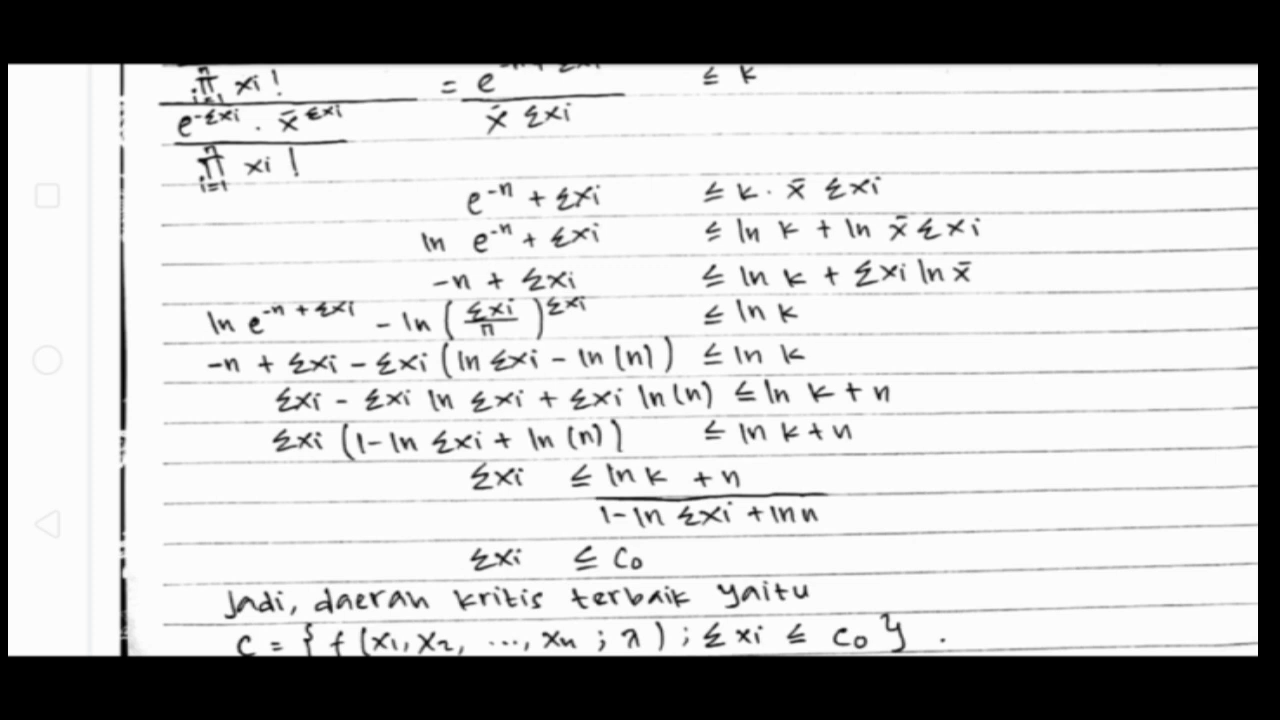 ∏ᵢ₌₁ⁿ xi ! = e^(-n + Σxi) ≤ k
e^(-Σxi) . x̄^(Σxi) x̄ Σxi
∏ᵢ₌₁ⁿ xi !
e⁻ⁿ + Σxi ≤ k . x̄ Σxi
ln e⁻ⁿ + Σxi ≤ ln k + ln x̄ Σxi
-n + Σxi ≤ ln k + Σxi ln x̄
ln e^(-n + Σxi) - ln (Σxi / n)^(Σxi) ≤ ln k
-n + Σxi - Σxi (ln Σxi - ln (n)) ≤ ln k
Σxi - Σxi ln Σxi + Σxi ln (n) ≤ ln k + n
Σxi (1 - ln Σxi + ln (n)) ≤ ln k + n
Σxi ≤ ln k + n
1 - ln Σxi + ln n
Σxi ≤ C₀
Jadi, daerah kritis terbaik yaitu
C = { f (x₁, x₂, ..., xₙ ; λ) ; Σxi ≤ C₀ } .